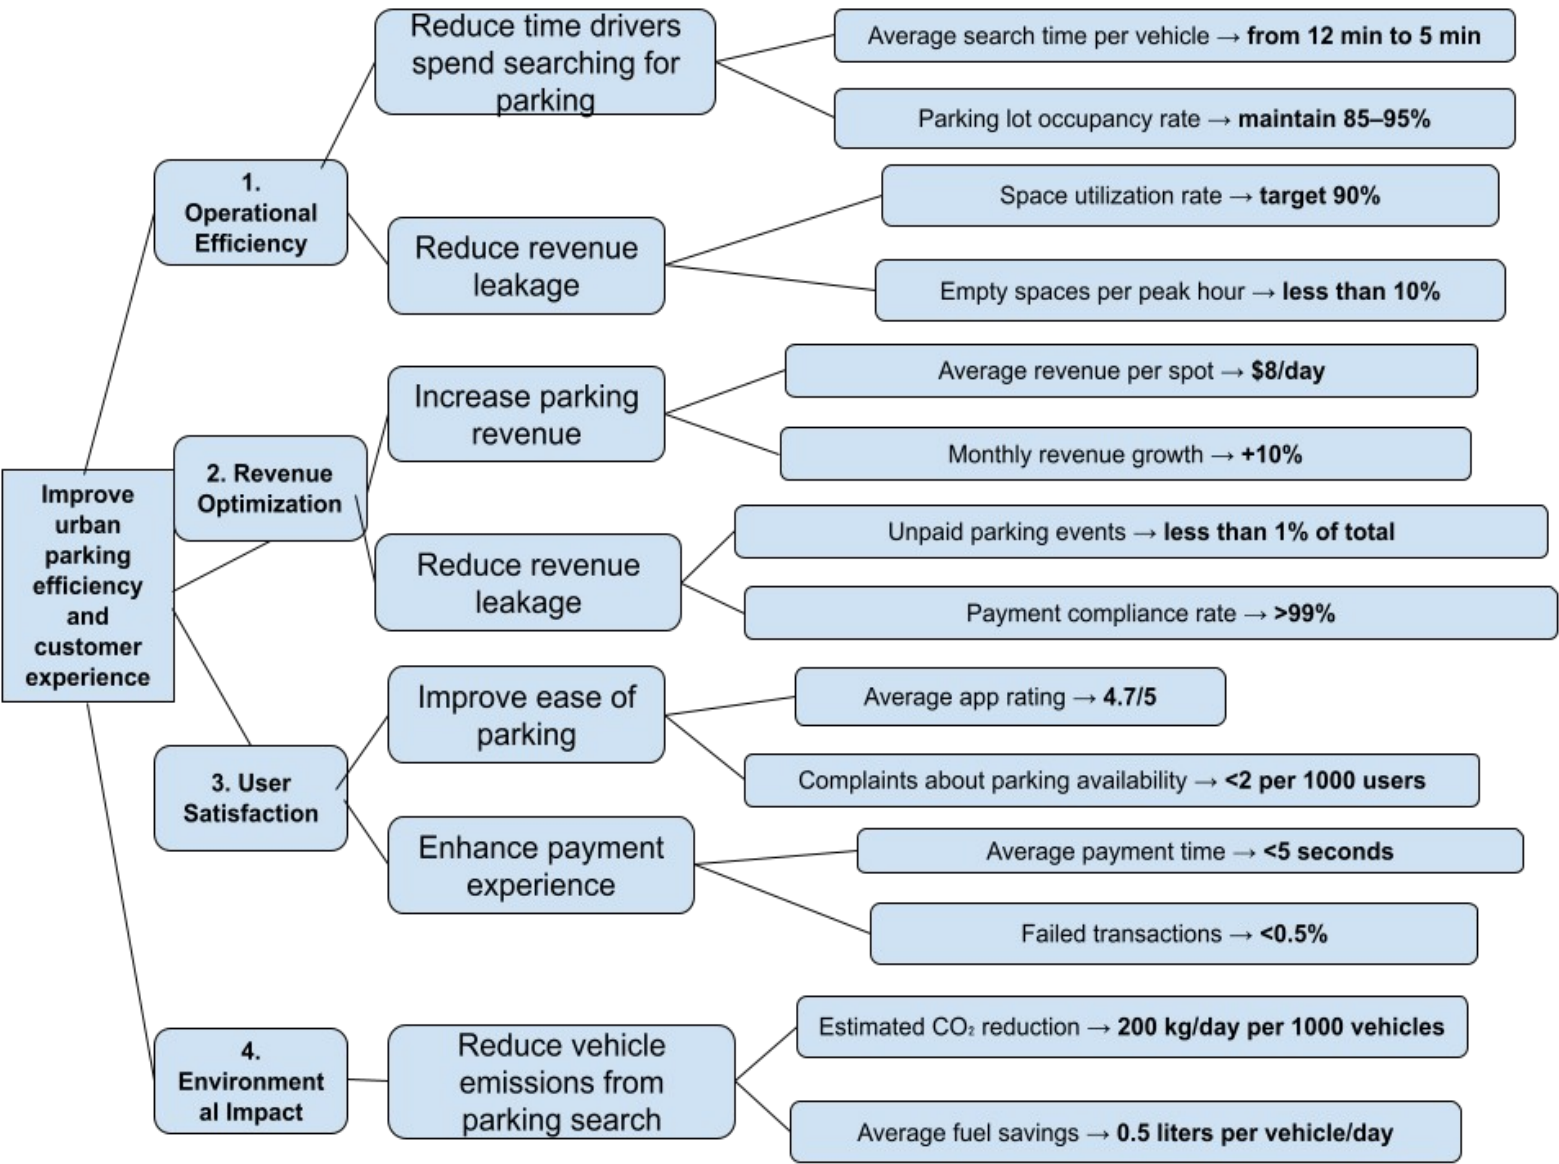 Improve
urban
parking
efficiency
and
customer
experience
1.
Operational
Efficiency
Reduce time drivers
spend searching for
parking
Average search time per vehicle → from 12 min to 5 min
Parking lot occupancy rate → maintain 85–95%
Reduce revenue
leakage
Space utilization rate → target 90%
Empty spaces per peak hour → less than 10%
2. Revenue
Optimization
Increase parking
revenue
Average revenue per spot → $8/day
Monthly revenue growth → +10%
Reduce revenue
leakage
Unpaid parking events → less than 1% of total
Payment compliance rate → >99%
3. User
Satisfaction
Improve ease of
parking
Average app rating → 4.7/5
Complaints about parking availability → <2 per 1000 users
Enhance payment
experience
Average payment time → <5 seconds
Failed transactions → <0.5%
4.
Environment
al Impact
Reduce vehicle
emissions from
parking search
Estimated CO₂ reduction → 200 kg/day per 1000 vehicles
Average fuel savings → 0.5 liters per vehicle/day